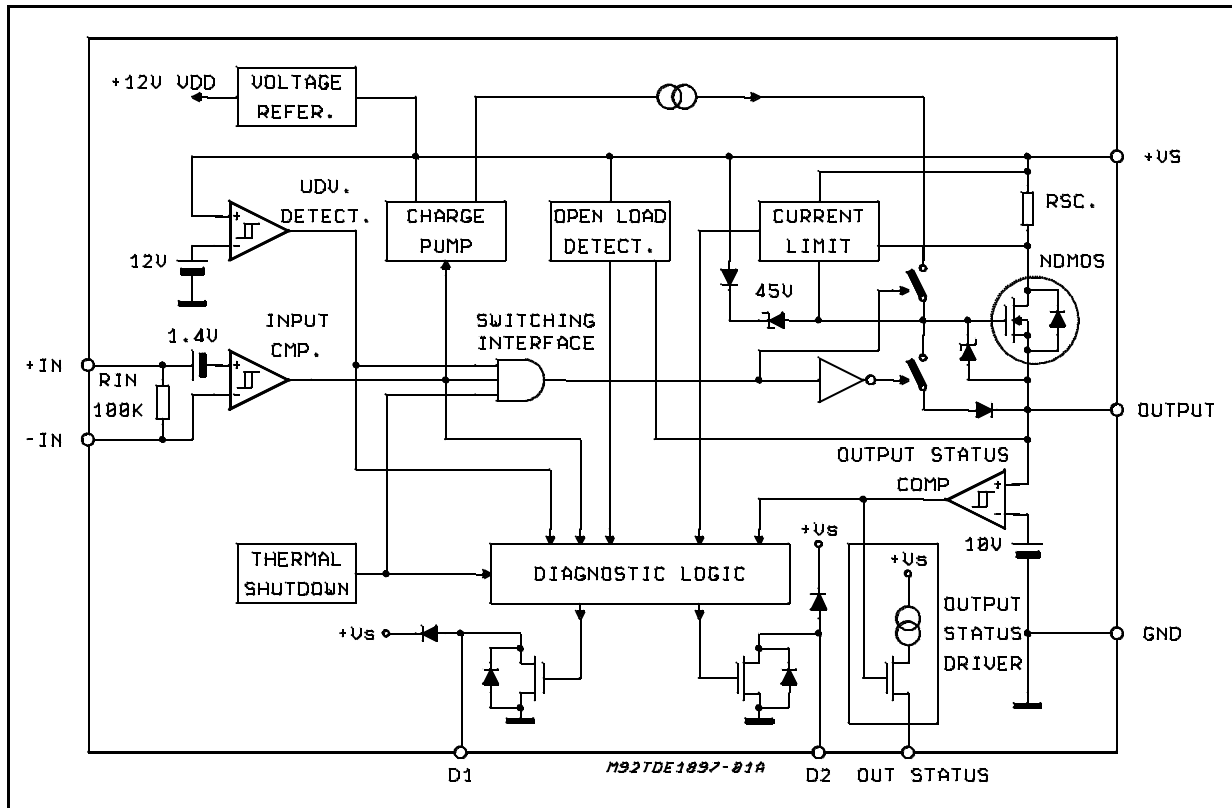 +12V VDD
VOLTAGE
REFER.
+VS
UDV.
DETECT.
CHARGE
PUMP
OPEN LOAD
DETECT.
CURRENT
LIMIT
RSC.
12V
45V
NDMOS
1.4V
INPUT
CMP.
SWITCHING
INTERFACE
+IN
RIN
100K
-IN
OUTPUT
OUTPUT STATUS
COMP
10V
THERMAL
SHUTDOWN
DIAGNOSTIC LOGIC
+Vs
+Vs
+Vs
OUTPUT
STATUS
DRIVER
GND
D1
M92TDE1897-01A
D2
OUT STATUS